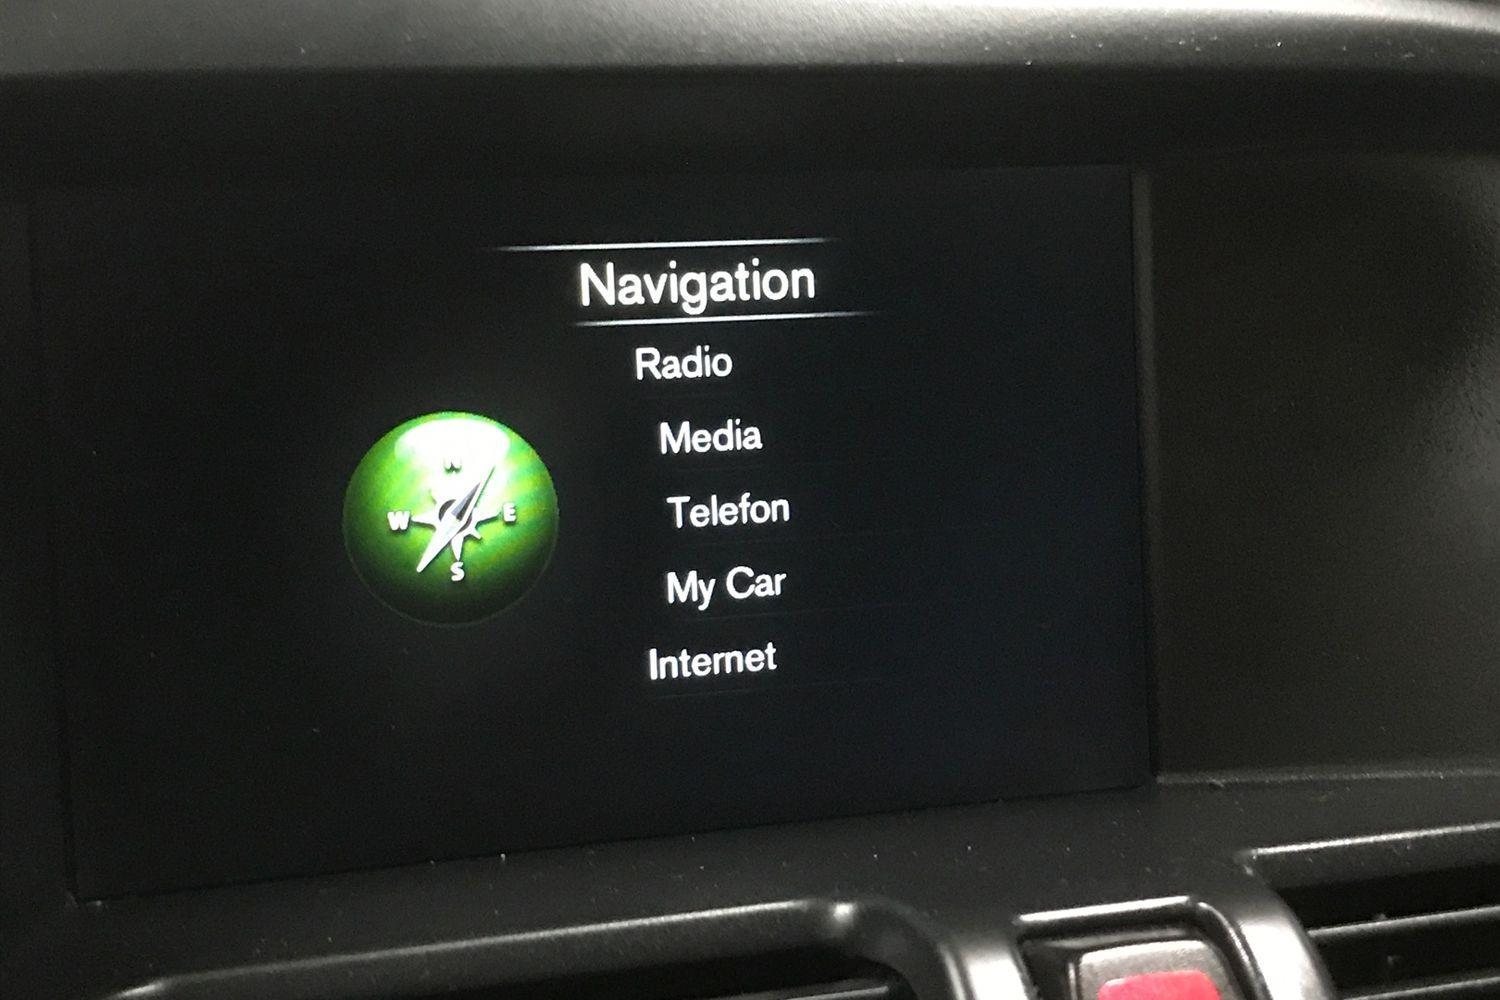 Navigation
Radio
Media
Telefon
My Car
Internet
N
W E
S